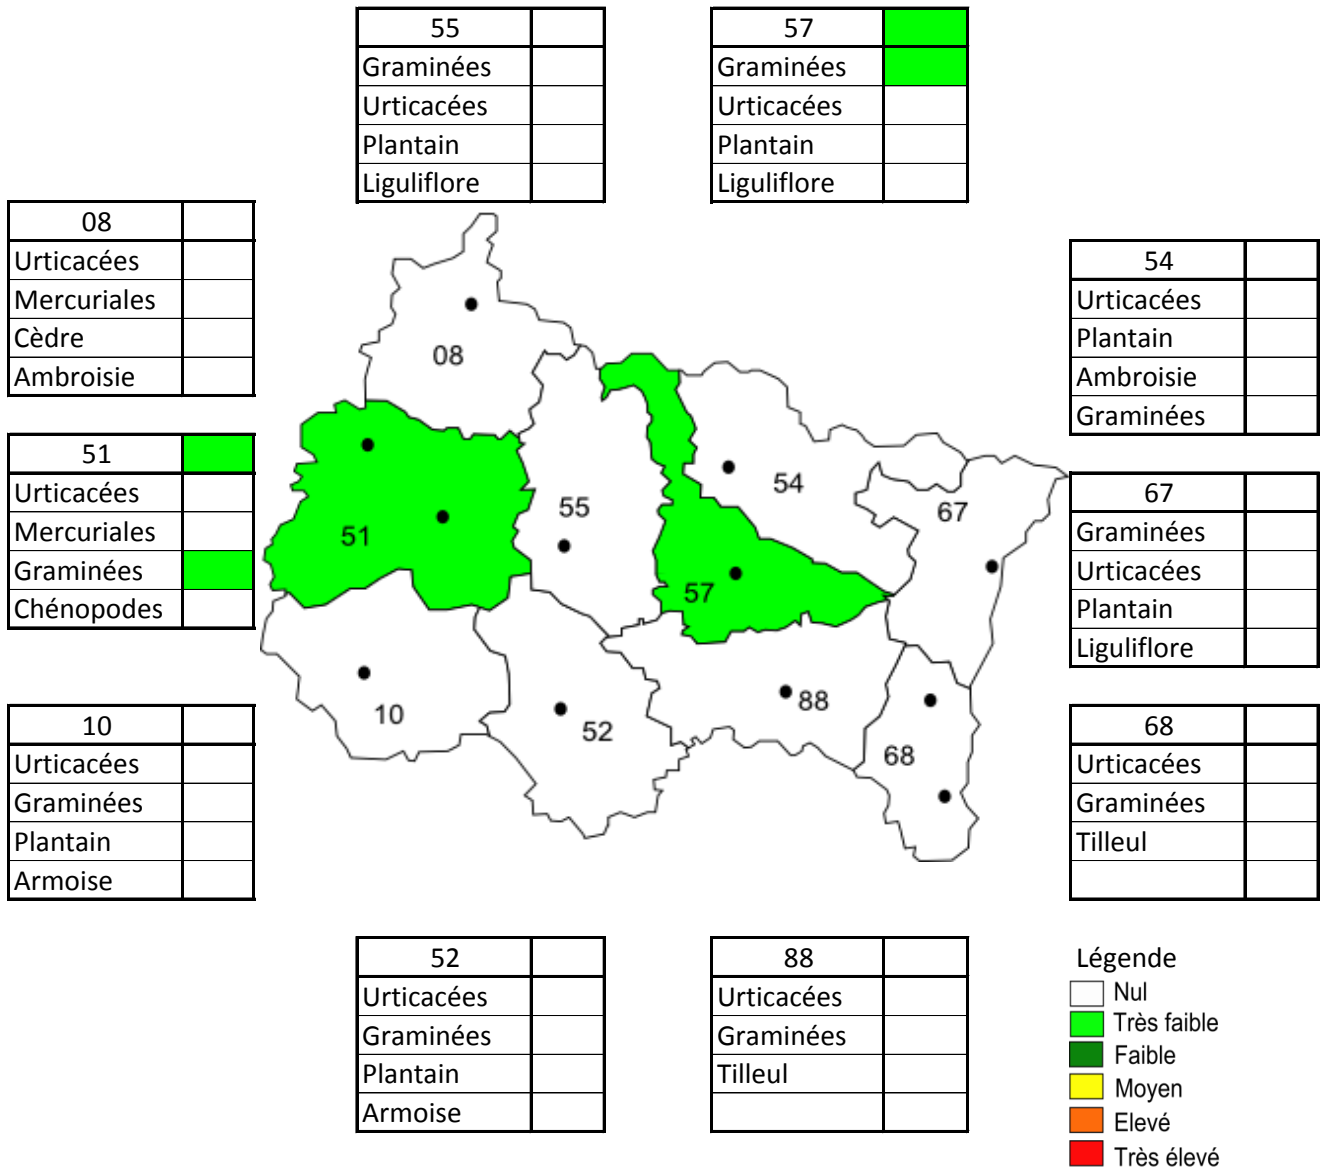 55
Graminées
Urticacées
Plantain
Liguliflore
57
Graminées
Urticacées
Plantain
Liguliflore
08
Urticacées
Mercuriales
Cèdre
Ambroisie
51
Urticacées
Mercuriales
Graminées
Chénopodes
10
Urticacées
Graminées
Plantain
Armoise
08
54
55
67
51
57
88
10
52
68
54
Urticacées
Plantain
Ambroisie
Graminées
67
Graminées
Urticacées
Plantain
Liguliflore
68
Urticacées
Graminées
Tilleul
52
Urticacées
Graminées
Plantain
Armoise
88
Urticacées
Graminées
Tilleul
Légende
Nul
Très faible
Faible
Moyen
Elevé
Très élevé